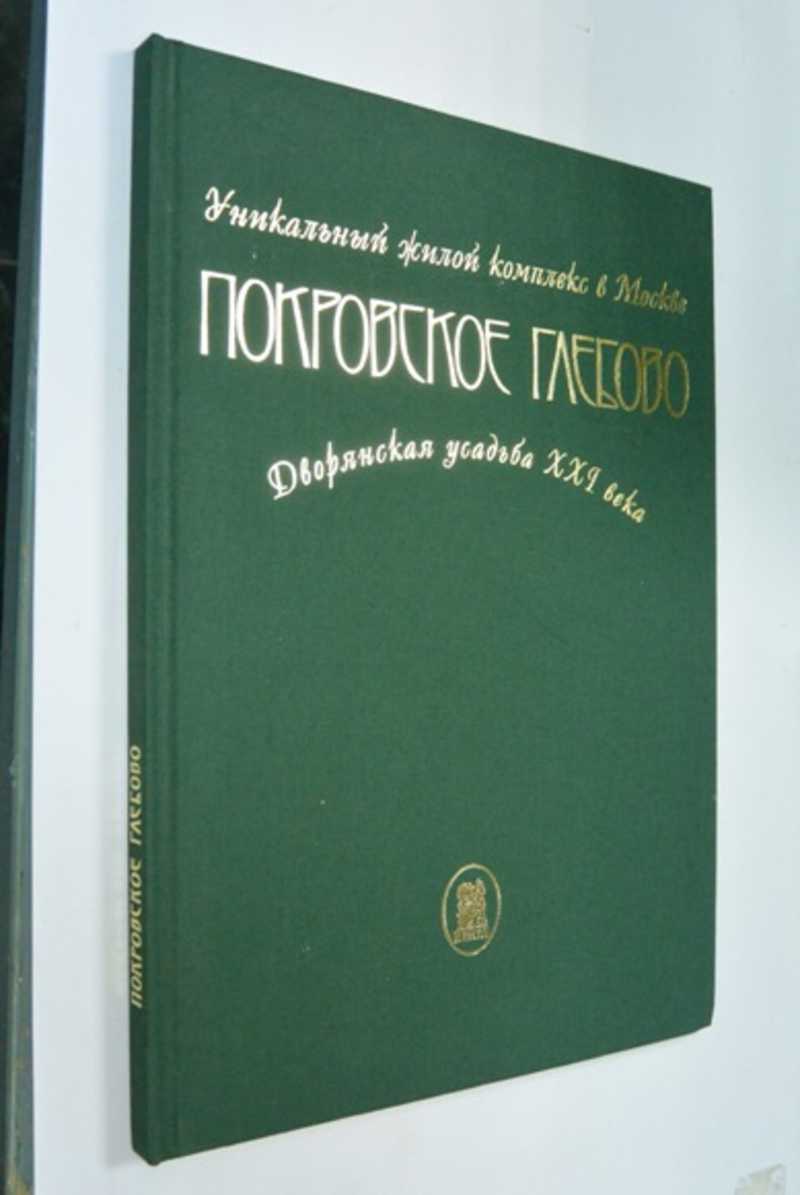 Уникальный жилой комплекс в Москве
ПОКРОВСКОЕ ГЛЕБОВО
Дворянская усадьба XXI века
ПОКРОВСКОЕ ГЛЕБОВО